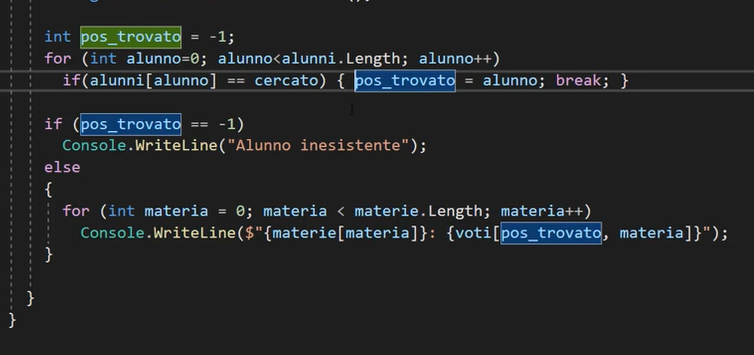 int pos_trovato = -1;
for (int alunno=0; alunno<alunni.Length; alunno++)
if(alunni[alunno] == cercato) { pos_trovato = alunno; break; }
if (pos_trovato == -1)
Console.WriteLine("Alunno inesistente");
else
{
for (int materia = 0; materia < materie.Length; materia++)
Console.WriteLine($"{materie[materia]}: {voti[pos_trovato, materia]}");
}
}
}